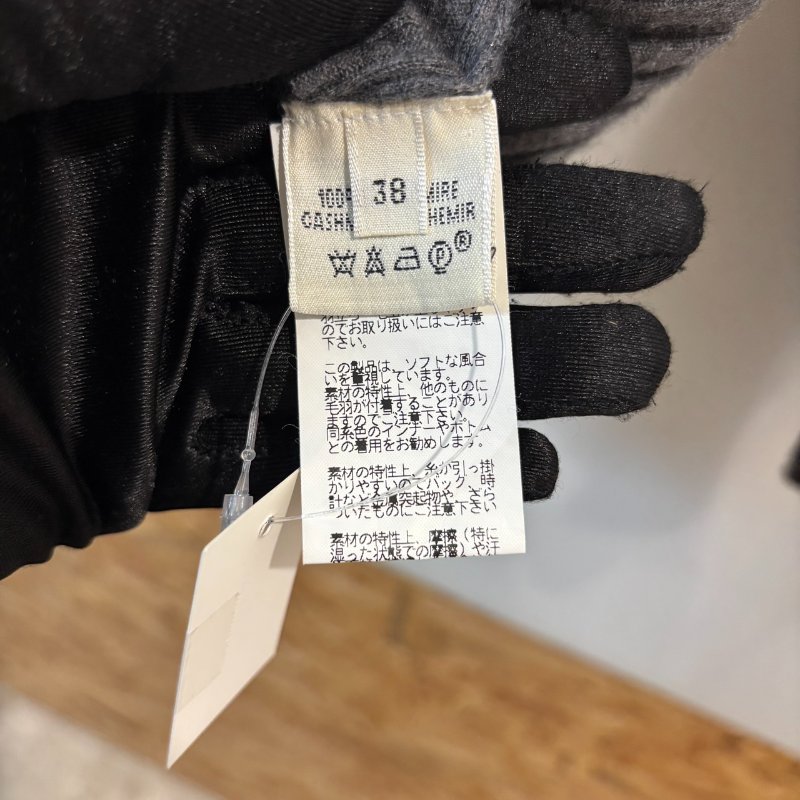 38
100%
のでお取り扱いにはご注意
下さい。
この製品は、ソフトな風合
いを重視しています。
素材の特性上、他のものに
毛羽が付着することがあり
ますのでご注意下さい。
同系色のインナーやボトム
との着用をお勧めします。
素材の特性上、糸が引っ掛
かりやすいのでバッグ、時
計など金属突起物や、ざら
ついたものにご注意下さい
素材の特性上、摩擦(特に
湿った状態での摩擦)や汗